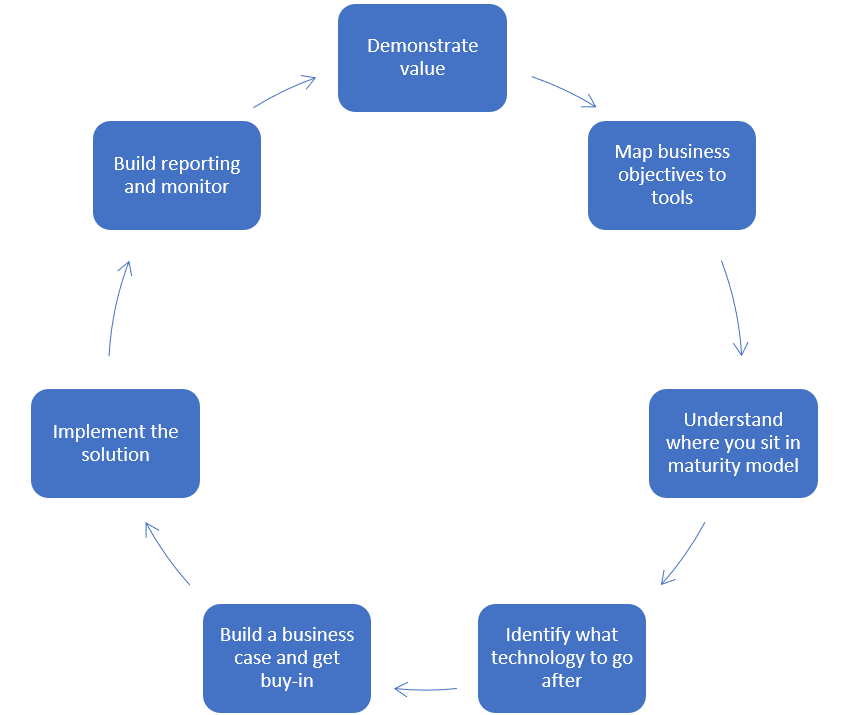 Demonstrate
value
Map business
objectives to
tools
Understand
where you sit in
maturity model
Identify what
technology to go
after
Build a business
case and get
buy-in
Implement the
solution
Build reporting
and monitor